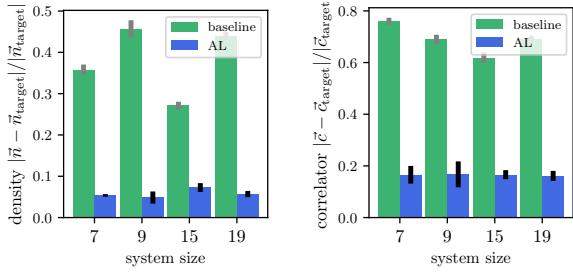 density |n⃗ − n⃗_target|/|n⃗_target|
0.5
0.4
0.3
0.2
0.1
0.0
baseline
AL
7 9 15 19
system size
correlator |c⃗ − c⃗_target|/|c⃗_target|
0.8
0.6
0.4
0.2
0.0
baseline
AL
7 9 15 19
system size